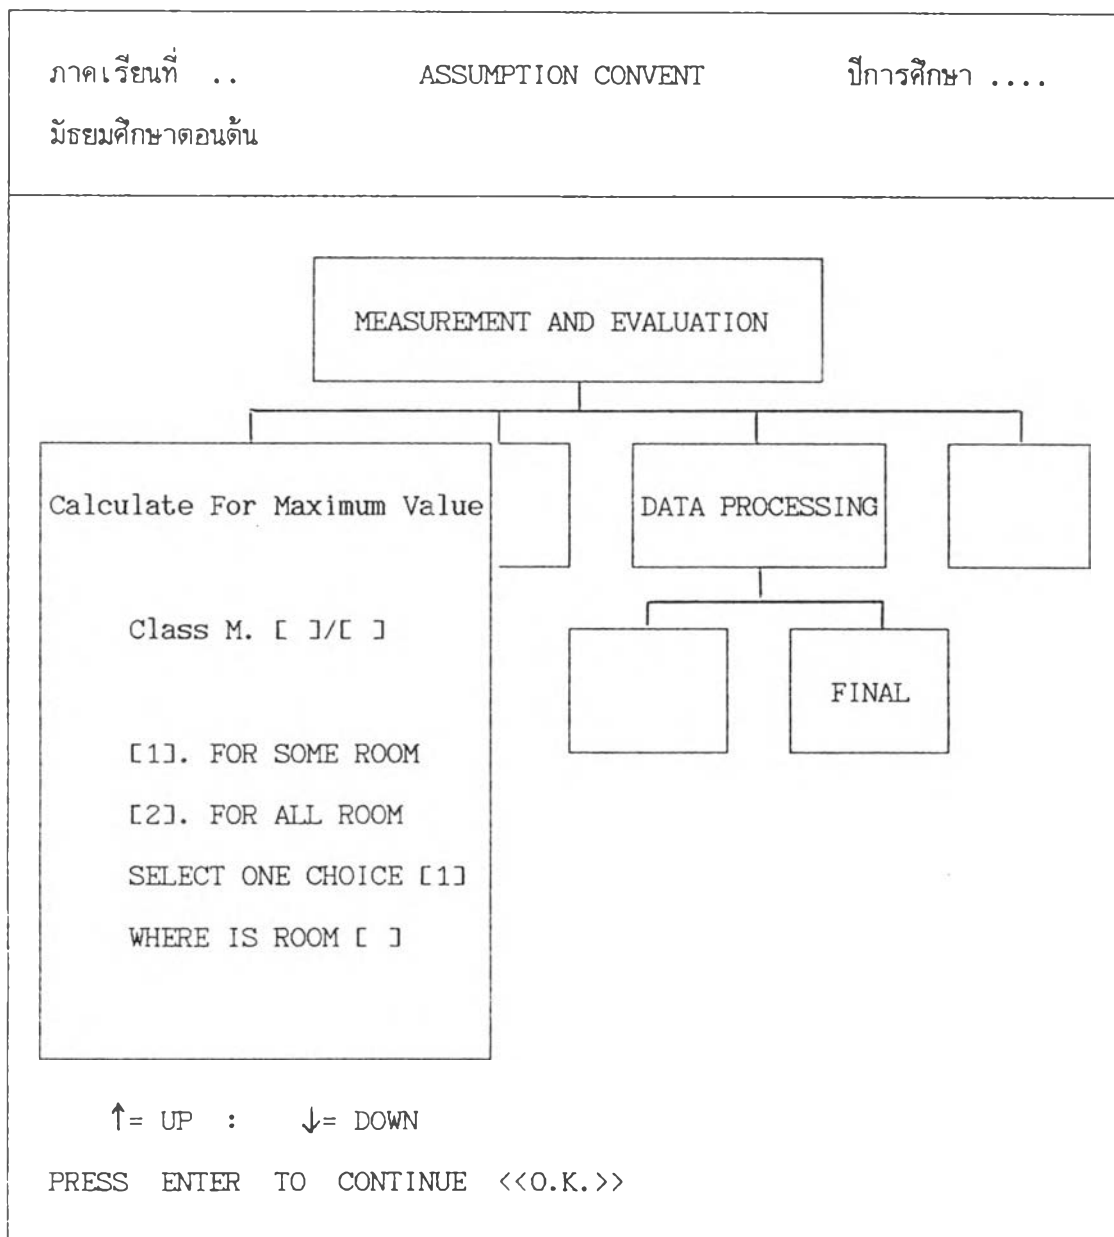 ภาคเรียนที่ .. ASSUMPTION CONVENT ปีการศึกษา ....
มัธยมศึกษาตอนต้น
MEASUREMENT AND EVALUATION
Calculate For Maximum Value
DATA PROCESSING
Class M. [ ]/[ ]
FINAL
[1]. FOR SOME ROOM
[2]. FOR ALL ROOM
SELECT ONE CHOICE [1]
WHERE IS ROOM [ ]
↑= UP : ↓= DOWN
PRESS ENTER TO CONTINUE <<O.K.>>